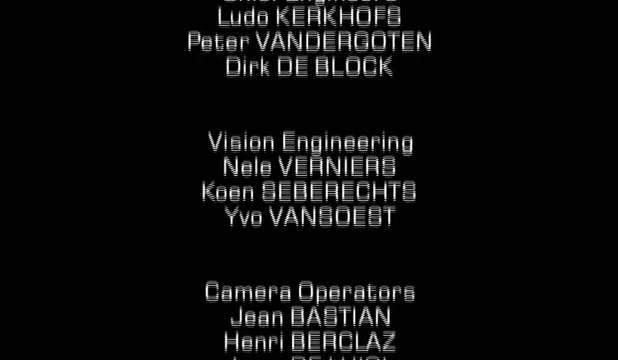 Ludo KERKHOFS
Peter VANDERGOTEN
Dirk DE BLOCK
Vision Engineering
Nele VERNIERS
Koen SEBERECHTS
Yvo VANSOEST
Camera Operators
Jean BASTIAN
Henri BERCLAZ